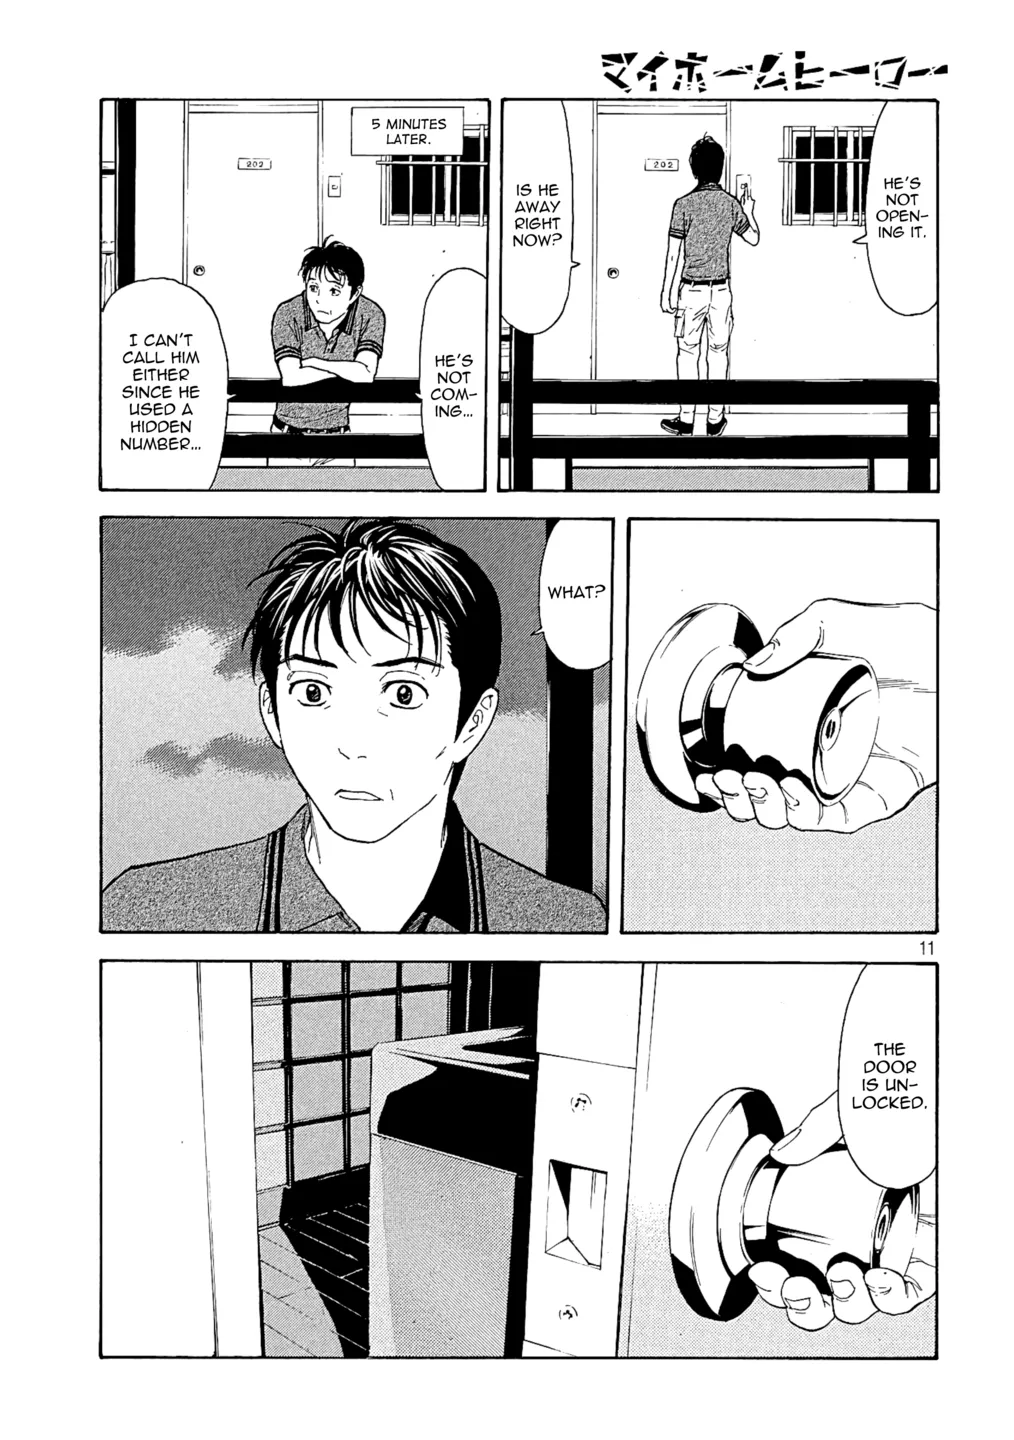 マイホームヒーロー
HE'S
NOT
OPEN-
ING IT.
202
IS HE
AWAY
RIGHT
NOW?
5 MINUTES
LATER.
202
HE'S
NOT
COM-
ING...
I CAN'T
CALL HIM
EITHER
SINCE HE
USED A
HIDDEN
NUMBER...
WHAT?
11
THE
DOOR
IS UN-
LOCKED.